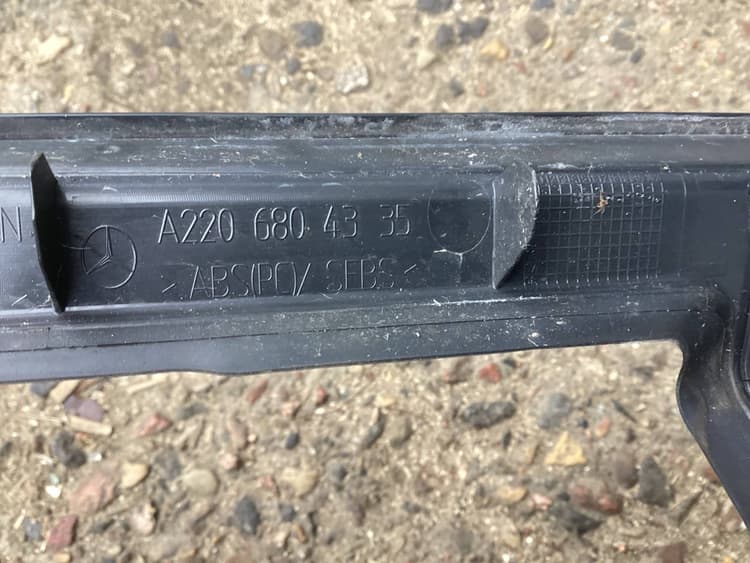 N
A220 680 43 35
>ABS(PC)/ SEBS<